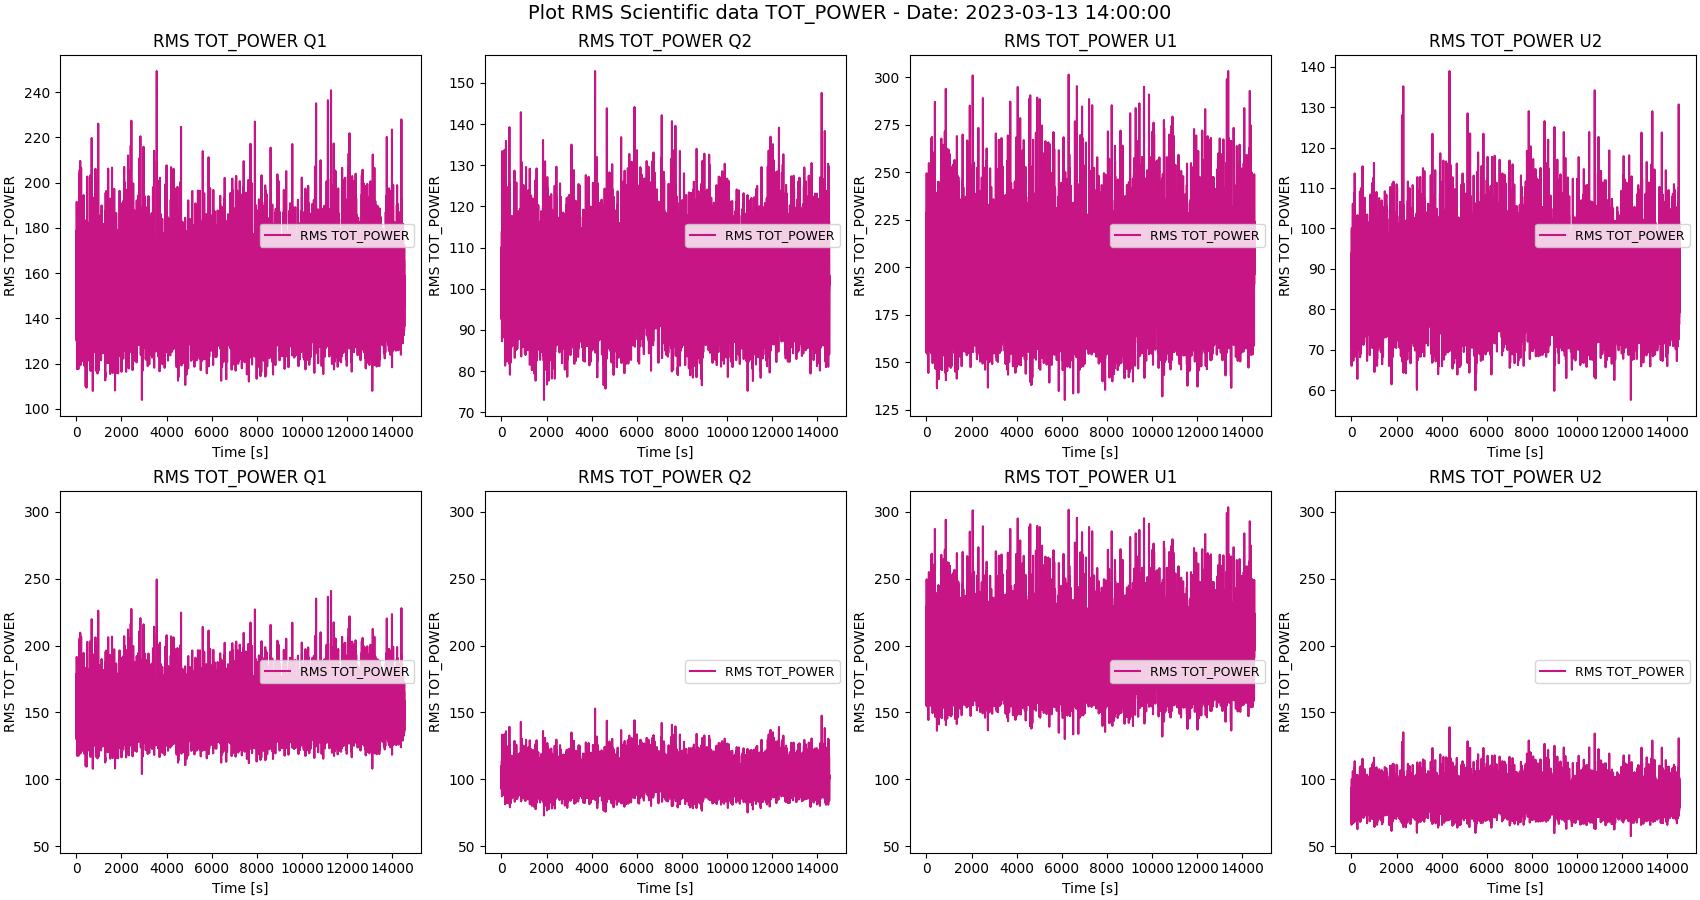 Plot RMS Scientific data TOT_POWER - Date: 2023-03-13 14:00:00
RMS TOT_POWER Q1
RMS TOT_POWER
240
220
200
180
160
140
120
100
RMS TOT_POWER
0 2000 4000 6000 8000 10000 12000 14000
Time [s]
RMS TOT_POWER Q2
RMS TOT_POWER
150
140
130
120
110
100
90
80
70
RMS TOT_POWER
0 2000 4000 6000 8000 10000 12000 14000
Time [s]
RMS TOT_POWER U1
RMS TOT_POWER
300
275
250
225
200
175
150
125
RMS TOT_POWER
0 2000 4000 6000 8000 10000 12000 14000
Time [s]
RMS TOT_POWER U2
RMS TOT_POWER
140
130
120
110
100
90
80
70
60
RMS TOT_POWER
0 2000 4000 6000 8000 10000 12000 14000
Time [s]
RMS TOT_POWER Q1
RMS TOT_POWER
300
250
200
150
100
50
RMS TOT_POWER
0 2000 4000 6000 8000 10000 12000 14000
Time [s]
RMS TOT_POWER Q2
RMS TOT_POWER
300
250
200
150
100
50
RMS TOT_POWER
0 2000 4000 6000 8000 10000 12000 14000
Time [s]
RMS TOT_POWER U1
RMS TOT_POWER
300
250
200
150
100
50
RMS TOT_POWER
0 2000 4000 6000 8000 10000 12000 14000
Time [s]
RMS TOT_POWER U2
RMS TOT_POWER
300
250
200
150
100
50
RMS TOT_POWER
0 2000 4000 6000 8000 10000 12000 14000
Time [s]